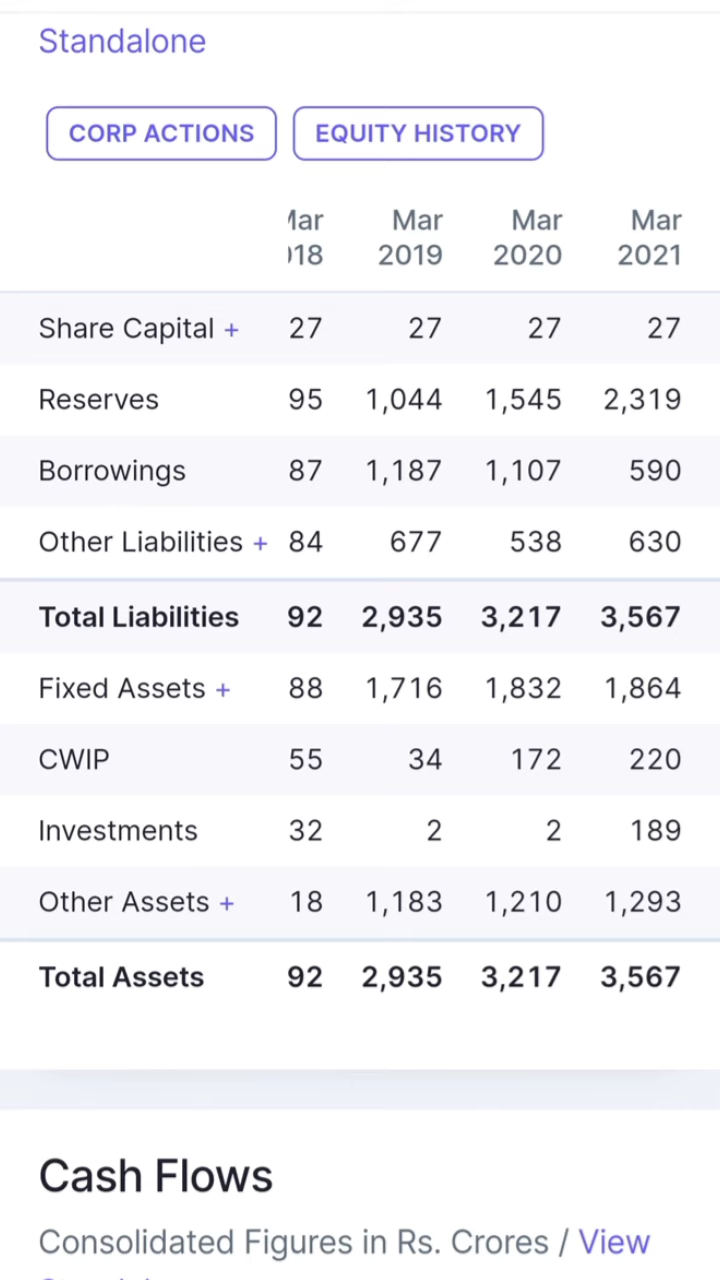 Standalone
CORP ACTIONS EQUITY HISTORY
Mar Mar Mar
2019 2020 2021
Share Capital + 27 27 27 27
Reserves 95 1,044 1,545 2,319
Borrowings 87 1,187 1,107 590
Other Liabilities + 84 677 538 630
Total Liabilities 92 2,935 3,217 3,567
Fixed Assets + 88 1,716 1,832 1,864
CWIP 55 34 172 220
Investments 32 2 2 189
Other Assets + 18 1,183 1,210 1,293
Total Assets 92 2,935 3,217 3,567
Cash Flows
Consolidated Figures in Rs. Crores / View